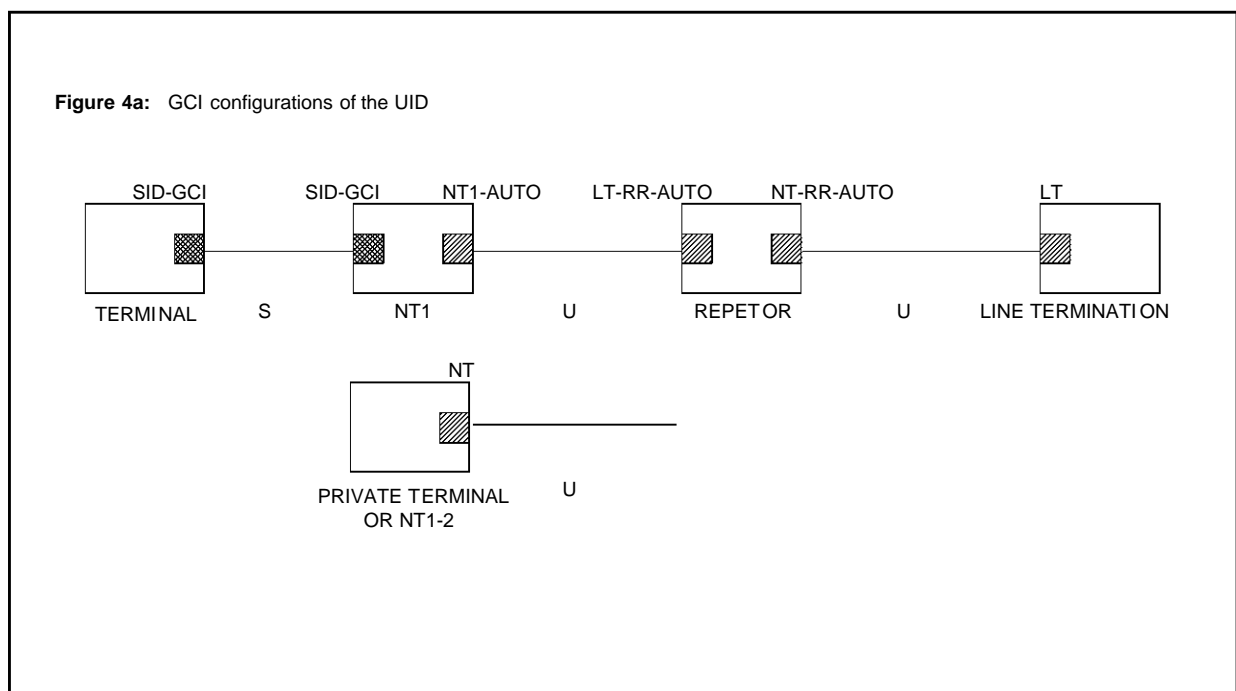 Figure 4a: GCI configurations of the UID
SID-GCI SID-GCI NT1-AUTO LT-RR-AUTO NT-RR-AUTO LT
TERMINAL S NT1 U REPETOR U LINE TERMINATION
NT
PRIVATE TERMINAL U
OR NT1-2